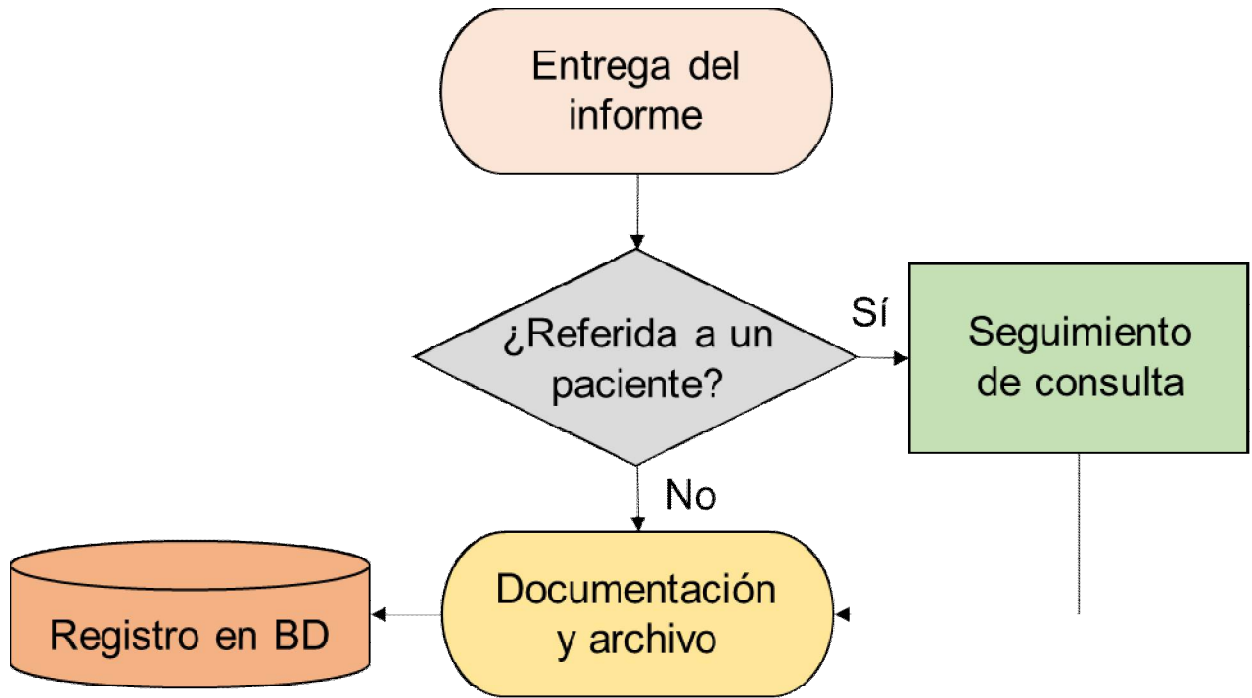 Entrega del
informe
¿Referida a un
paciente?
Sí
Seguimiento
de consulta
No
Documentación
y archivo
Registro en BD